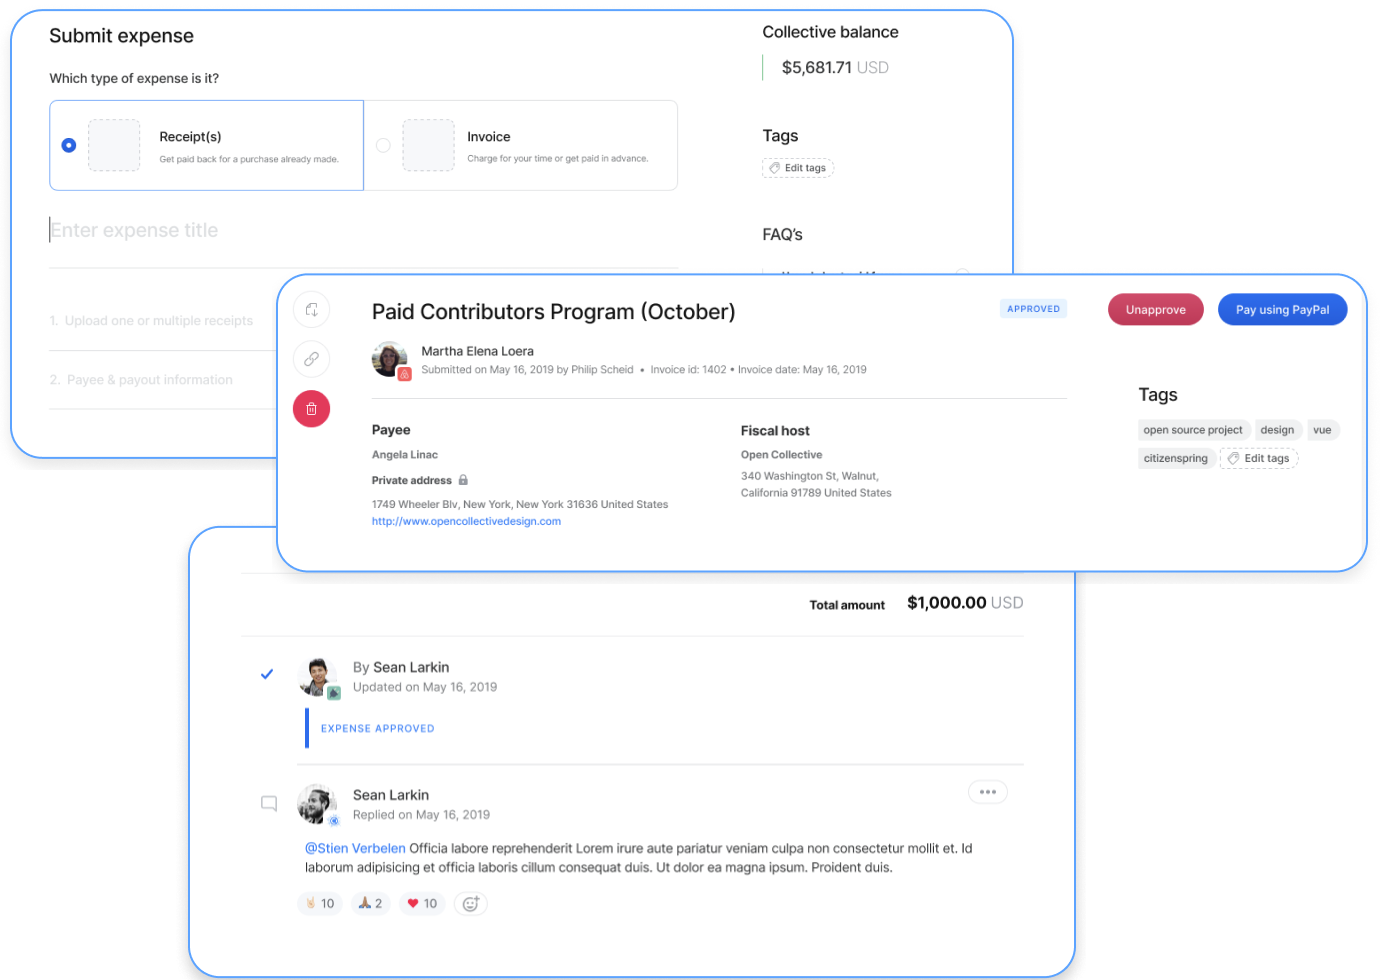 Submit expense
Which type of expense is it?
Receipt(s)
Get paid back for a purchase already made.
Invoice
Charge for your time or get paid in advance.
Enter expense title
1. Upload one or multiple receipts
2. Payee & payout information
Collective balance
$5,681.71 USD
Tags
Edit tags
FAQ's
Paid Contributors Program (October)
APPROVED
Unapprove
Pay using PayPal
Martha Elena Loera
Submitted on May 16, 2019 by Philip Scheid • Invoice id: 1402 • Invoice date: May 16, 2019
Payee
Angela Linac
Private address
1749 Wheeler Blv, New York, New York 31636 United States
http://www.opencollectivedesign.com
Fiscal host
Open Collective
340 Washington St, Walnut,
California 91789 United States
Tags
open source project design vue
citizenspring Edit tags
Total amount $1,000.00 USD
By Sean Larkin
Updated on May 16, 2019
EXPENSE APPROVED
Sean Larkin
Replied on May 16, 2019
@Stien Verbelen Officia labore reprehenderit Lorem irure aute pariatur veniam culpa non consectetur mollit et. Id
laborum adipisicing et officia laboris cillum consequat duis. Ut dolor ea magna ipsum. Proident duis.
10 2 10